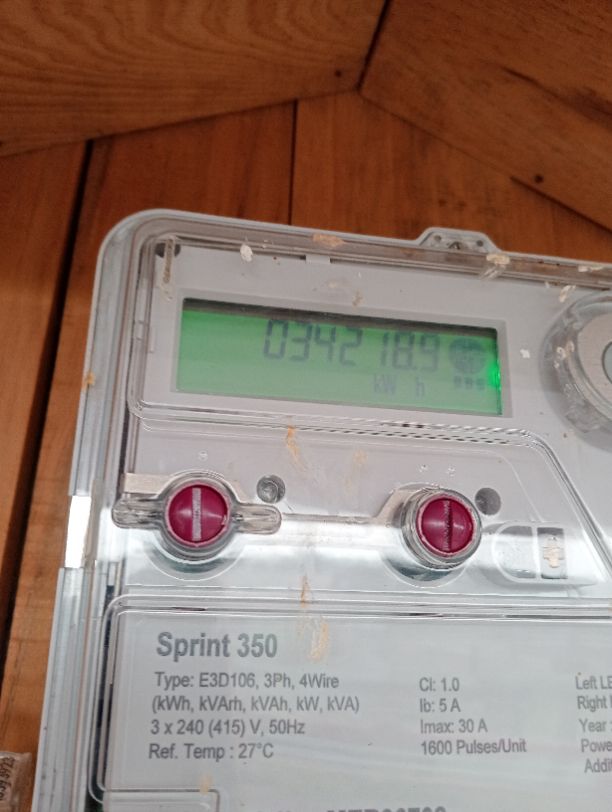 034218.9
kW h
Sprint 350
Type: E3D106, 3Ph, 4Wire
(kWh, kVArh, kVAh, kW, kVA)
3 x 240 (415) V, 50Hz
Ref. Temp : 27°C
Cl: 1.0
Ib: 5 A
Imax: 30 A
1600 Pulses/Unit
Left LE
Right
Year :
Powe
Addit